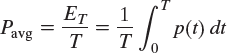 P_avg = E_T / T = 1/T ∫_0^T p(t) dt